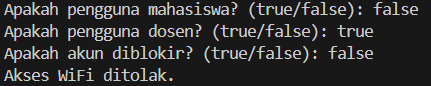 Apakah pengguna mahasiswa? (true/false): false
Apakah pengguna dosen? (true/false): true
Apakah akun diblokir? (true/false): false
Akses WiFi ditolak.